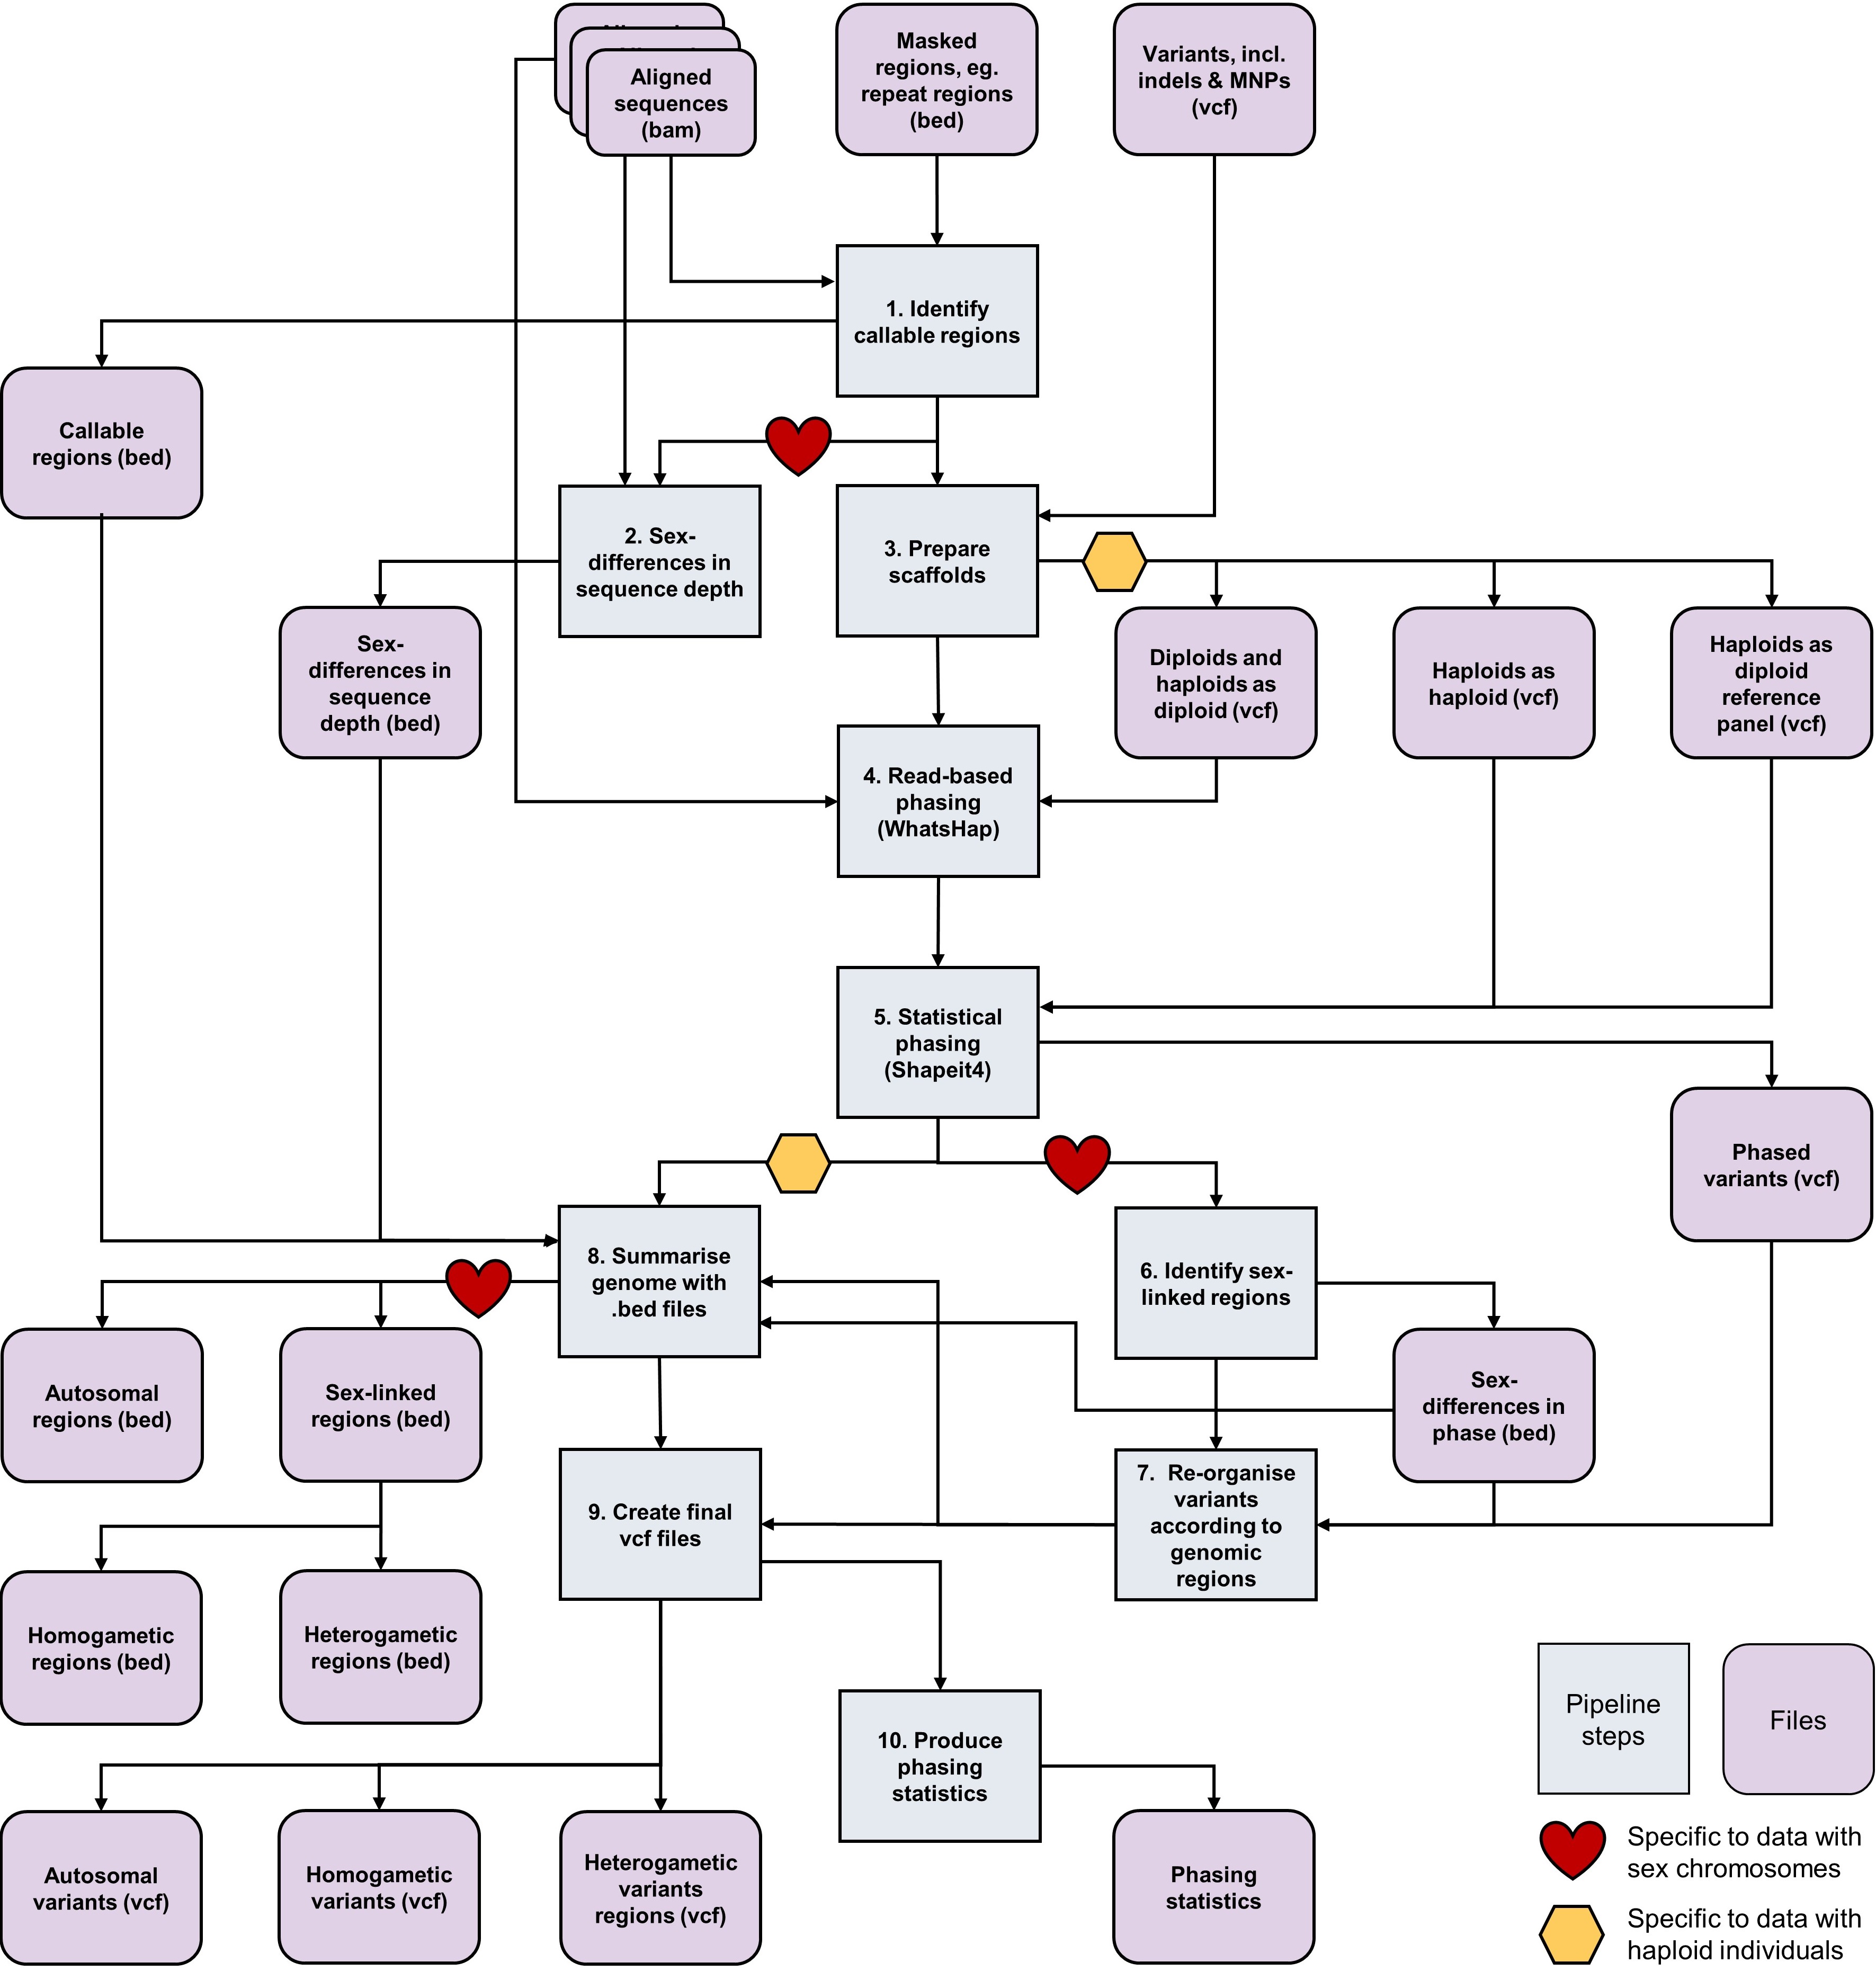 Aligned
sequences
(bam)
Masked
regions, eg.
repeat regions
(bed)
Variants, incl.
indels & MNPs
(vcf)
1. Identify
callable regions
Callable
regions (bed)
2. Sex-
differences in
sequence depth
3. Prepare
scaffolds
Sex-
differences in
sequence
depth (bed)
Diploids and
haploids as
diploid (vcf)
Haploids as
haploid (vcf)
Haploids as
diploid
reference
panel (vcf)
4. Read-based
phasing
(WhatsHap)
5. Statistical
phasing
(Shapeit4)
Phased
variants (vcf)
8. Summarise
genome with
.bed files
6. Identify sex-
linked regions
Autosomal
regions (bed)
Sex-linked
regions (bed)
Sex-
differences in
phase (bed)
9. Create final
vcf files
7. Re-organise
variants
according to
genomic
regions
Homogametic
regions (bed)
Heterogametic
regions (bed)
10. Produce
phasing
statistics
Autosomal
variants (vcf)
Homogametic
variants (vcf)
Heterogametic
variants
regions (vcf)
Phasing
statistics
Pipeline
steps
Files
Specific to data with
sex chromosomes
Specific to data with
haploid individuals